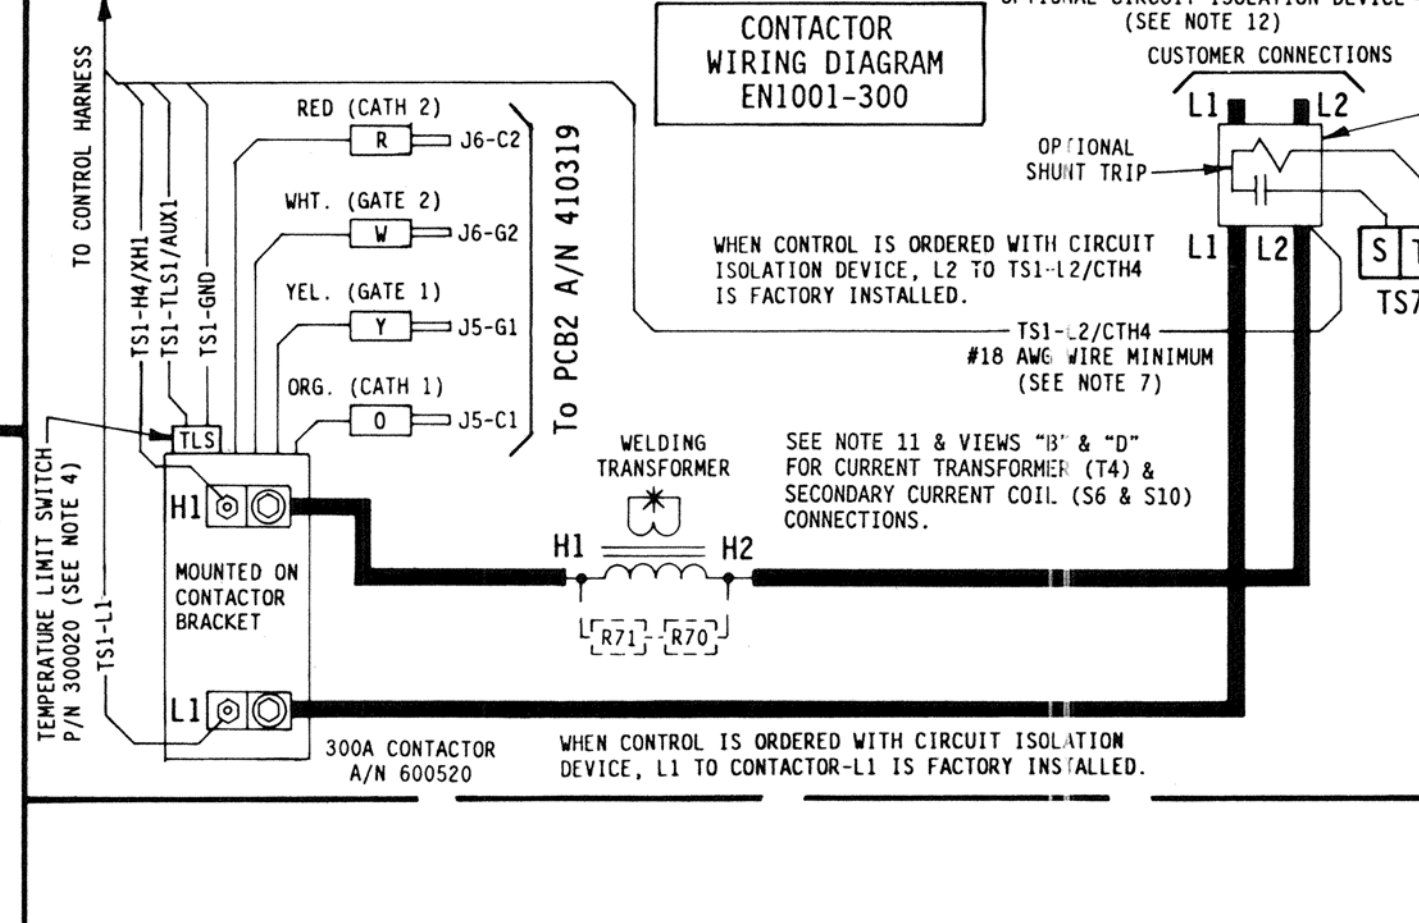 OPTIONAL CIRCUIT ISOLATION DEVICE
(SEE NOTE 12)
CONTACTOR
WIRING DIAGRAM
EN1001-300
CUSTOMER CONNECTIONS
L1
L2
OPTIONAL
SHUNT TRIP
L1
L2
S
TS7
TO CONTROL HARNESS
TS1-H4/XH1
TS1-TLS1/AUX1
TS1-GND
RED (CATH 2)
R
J6-C2
WHT. (GATE 2)
W
J6-G2
YEL. (GATE 1)
Y
J5-G1
ORG. (CATH 1)
O
J5-C1
To PCB2 A/N 410319
WHEN CONTROL IS ORDERED WITH CIRCUIT
ISOLATION DEVICE, L2 TO TS1-L2/CTH4
IS FACTORY INSTALLED.
TS1-L2/CTH4
#18 AWG WIRE MINIMUM
(SEE NOTE 7)
TLS
TEMPERATURE LIMIT SWITCH
P/N 300020 (SEE NOTE 4)
TS1-L1
H1
MOUNTED ON
CONTACTOR
BRACKET
L1
WELDING
TRANSFORMER
H1
H2
R71
R70
SEE NOTE 11 & VIEWS “B” & “D”
FOR CURRENT TRANSFORMER (T4) &
SECONDARY CURRENT COIL (S6 & S10)
CONNECTIONS.
300A CONTACTOR
A/N 600520
WHEN CONTROL IS ORDERED WITH CIRCUIT ISOLATION
DEVICE, L1 TO CONTACTOR-L1 IS FACTORY INSTALLED.